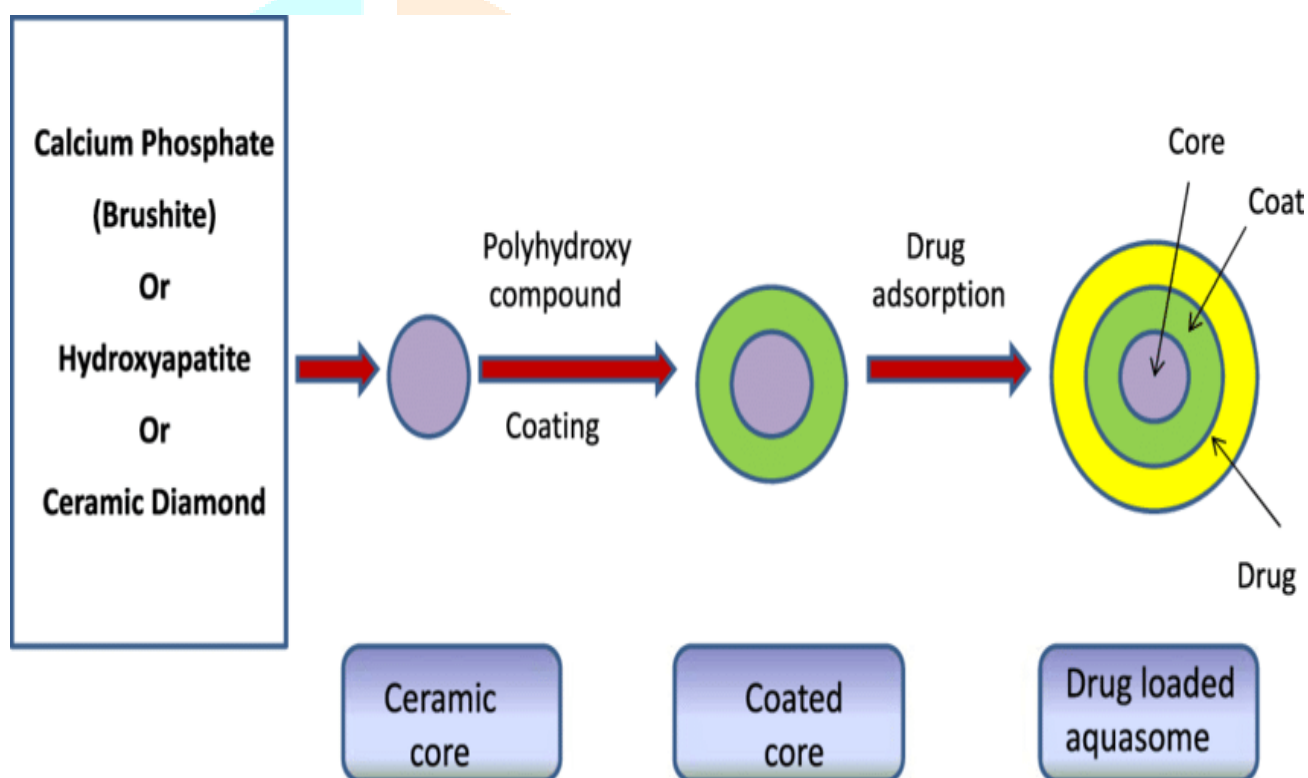 Calcium Phosphate
(Brushite)
Or
Hydroxyapatite
Or
Ceramic Diamond
Polyhydroxy
compound
Coating
Drug
adsorption
Core
Coat
Drug
Ceramic
core
Coated
core
Drug loaded
aquasome